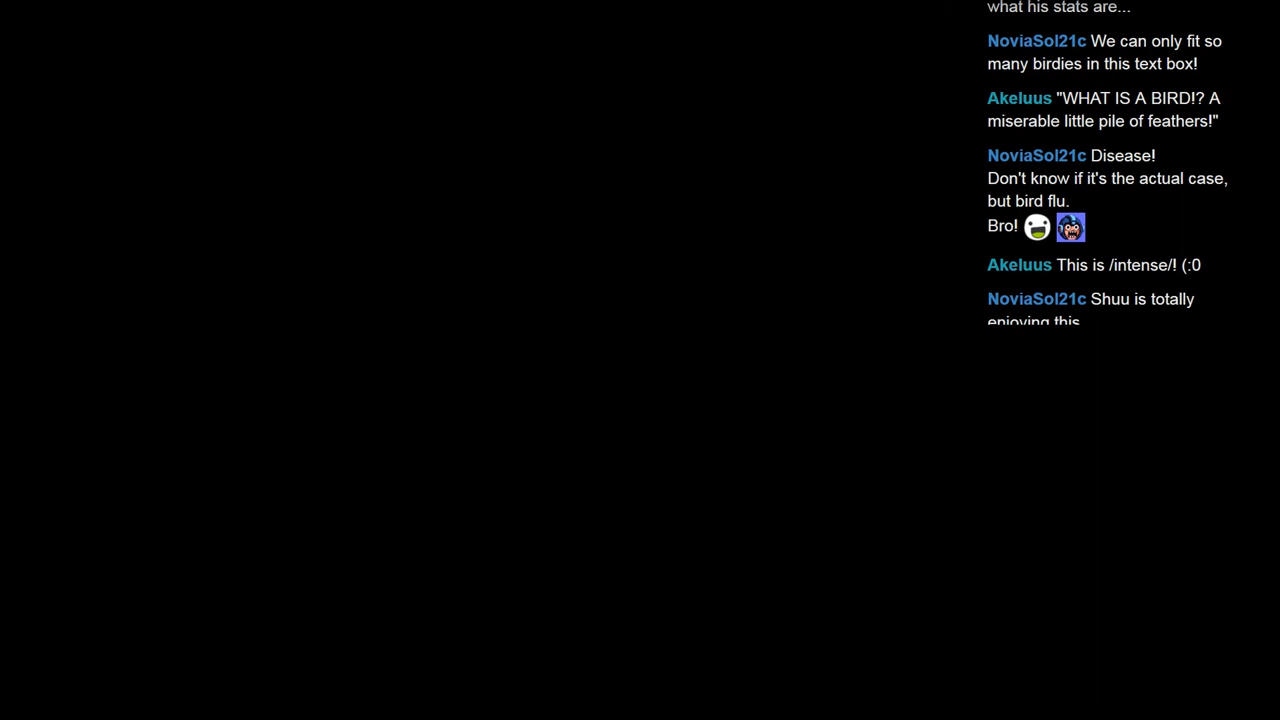 what his stats are...
NoviaSol21c We can only fit so
many birdies in this text box!
Akeluus "WHAT IS A BIRD!? A
miserable little pile of feathers!"
NoviaSol21c Disease!
Don't know if it's the actual case,
but bird flu.
Bro!
Akeluus This is /intense/! (:0
NoviaSol21c Shuu is totally
enjoying this.